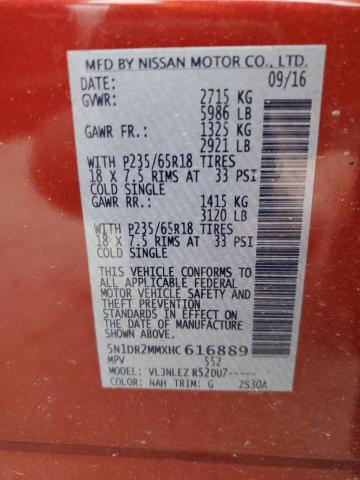 MFD BY NISSAN MOTOR CO., LTD.
DATE: 09/16
GVWR: 2715 KG
5986 LB
GAWR FR: 1325 KG
2921 LB
WITH P235/65R18 TIRES
18 X 7.5 RIMS AT 33 PSI
COLD SINGLE
GAWR RR: 1415 KG
3120 LB
WITH P235/65R18 TIRES
18 X 7.5 RIMS AT 33 PSI
COLD SINGLE
THIS VEHICLE CONFORMS TO
ALL APPLICABLE FEDERAL
MOTOR VEHICLE SAFETY
STANDARDS IN EFFECT ON THE
DATE OF MANUFACTURE
SHOWN ABOVE.
5N1DR2MMXHC616889
MPV 552
MODEL: VLJNLEZ R52DU7-----
COLOR: NAH TRIM: G ZS30A